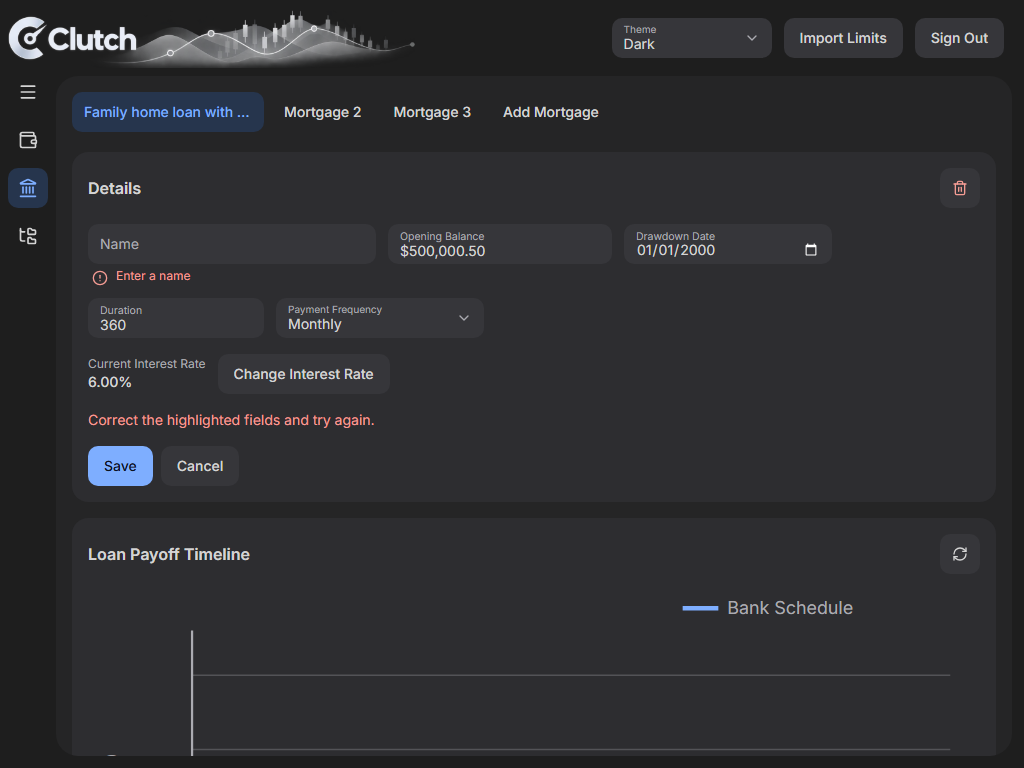 Clutch
Theme
Dark
Import Limits
Sign Out
Family home loan with ...
Mortgage 2
Mortgage 3
Add Mortgage
Details
Name
Opening Balance
$500,000.50
Drawdown Date
01/01/2000
Enter a name
Duration
360
Payment Frequency
Monthly
Current Interest Rate
6.00%
Change Interest Rate
Correct the highlighted fields and try again.
Save
Cancel
Loan Payoff Timeline
Bank Schedule